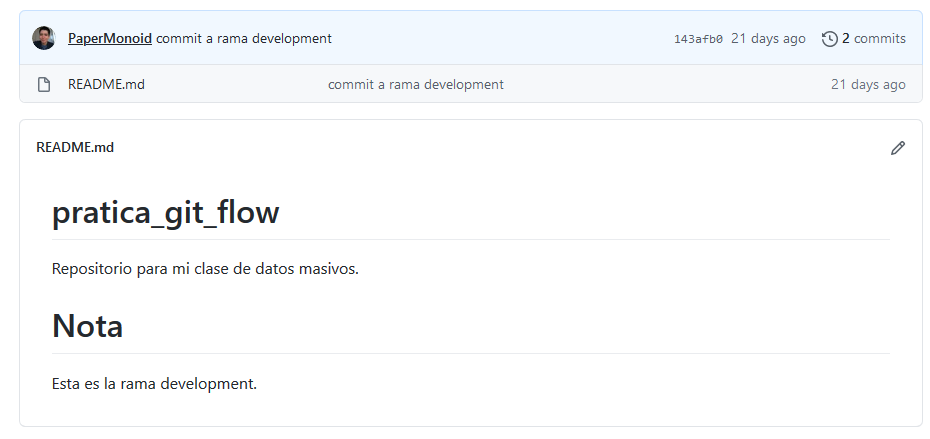 PaperMonoid commit a rama development 143afb0 21 days ago 2 commits
README.md commit a rama development 21 days ago
README.md
pratica_git_flow
Repositorio para mi clase de datos masivos.
Nota
Esta es la rama development.